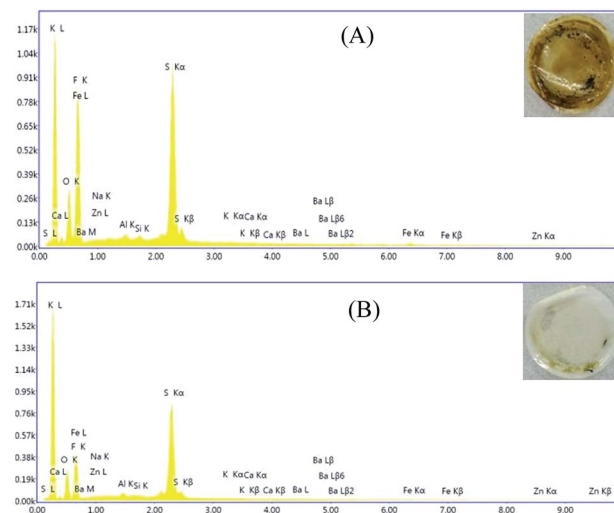 (A)
1.17k
1.04k
0.91k
0.78k
0.65k
0.52k
0.39k
0.26k
0.13k
0.00k
K L
F K
Fe L
O K
Ca L
S L
Ba M
Na K
Zn L
Al K Si K
S Kα
S Kβ
K Kα Ca Kα
K Kβ Ca Kβ
Ba L
Ba Lβ
Ba Lβ6
Ba Lβ2
Fe Kα
Fe Kβ
Zn Kα
0.00 1.00 2.00 3.00 4.00 5.00 6.00 7.00 8.00 9.00
(B)
1.71k
1.52k
1.33k
1.14k
0.95k
0.76k
0.57k
0.38k
0.19k
0.00k
K L
Fe L
F K
O K
Ca L
S L
Ba M
Na K
Zn L
Al K Si K
S Kα
S Kβ
K Kα Ca Kα
K Kβ Ca Kβ
Ba L
Ba Lβ
Ba Lβ6
Ba Lβ2
Fe Kα
Fe Kβ
Zn Kα
Zn Kβ
0.00 1.00 2.00 3.00 4.00 5.00 6.00 7.00 8.00 9.00